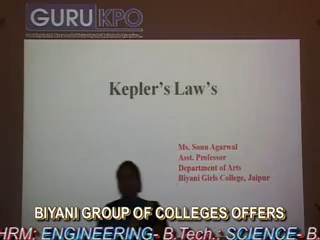 GURU KPO
Kepler's Law's
Ms. Sonu Agarwal
Asst. Professor
Department of Arts
Biyani Girls College, Jaipur
BIYANI GROUP OF COLLEGES OFFERS
HRM: ENGINEERING- B.Tech.: SCIENCE- B.